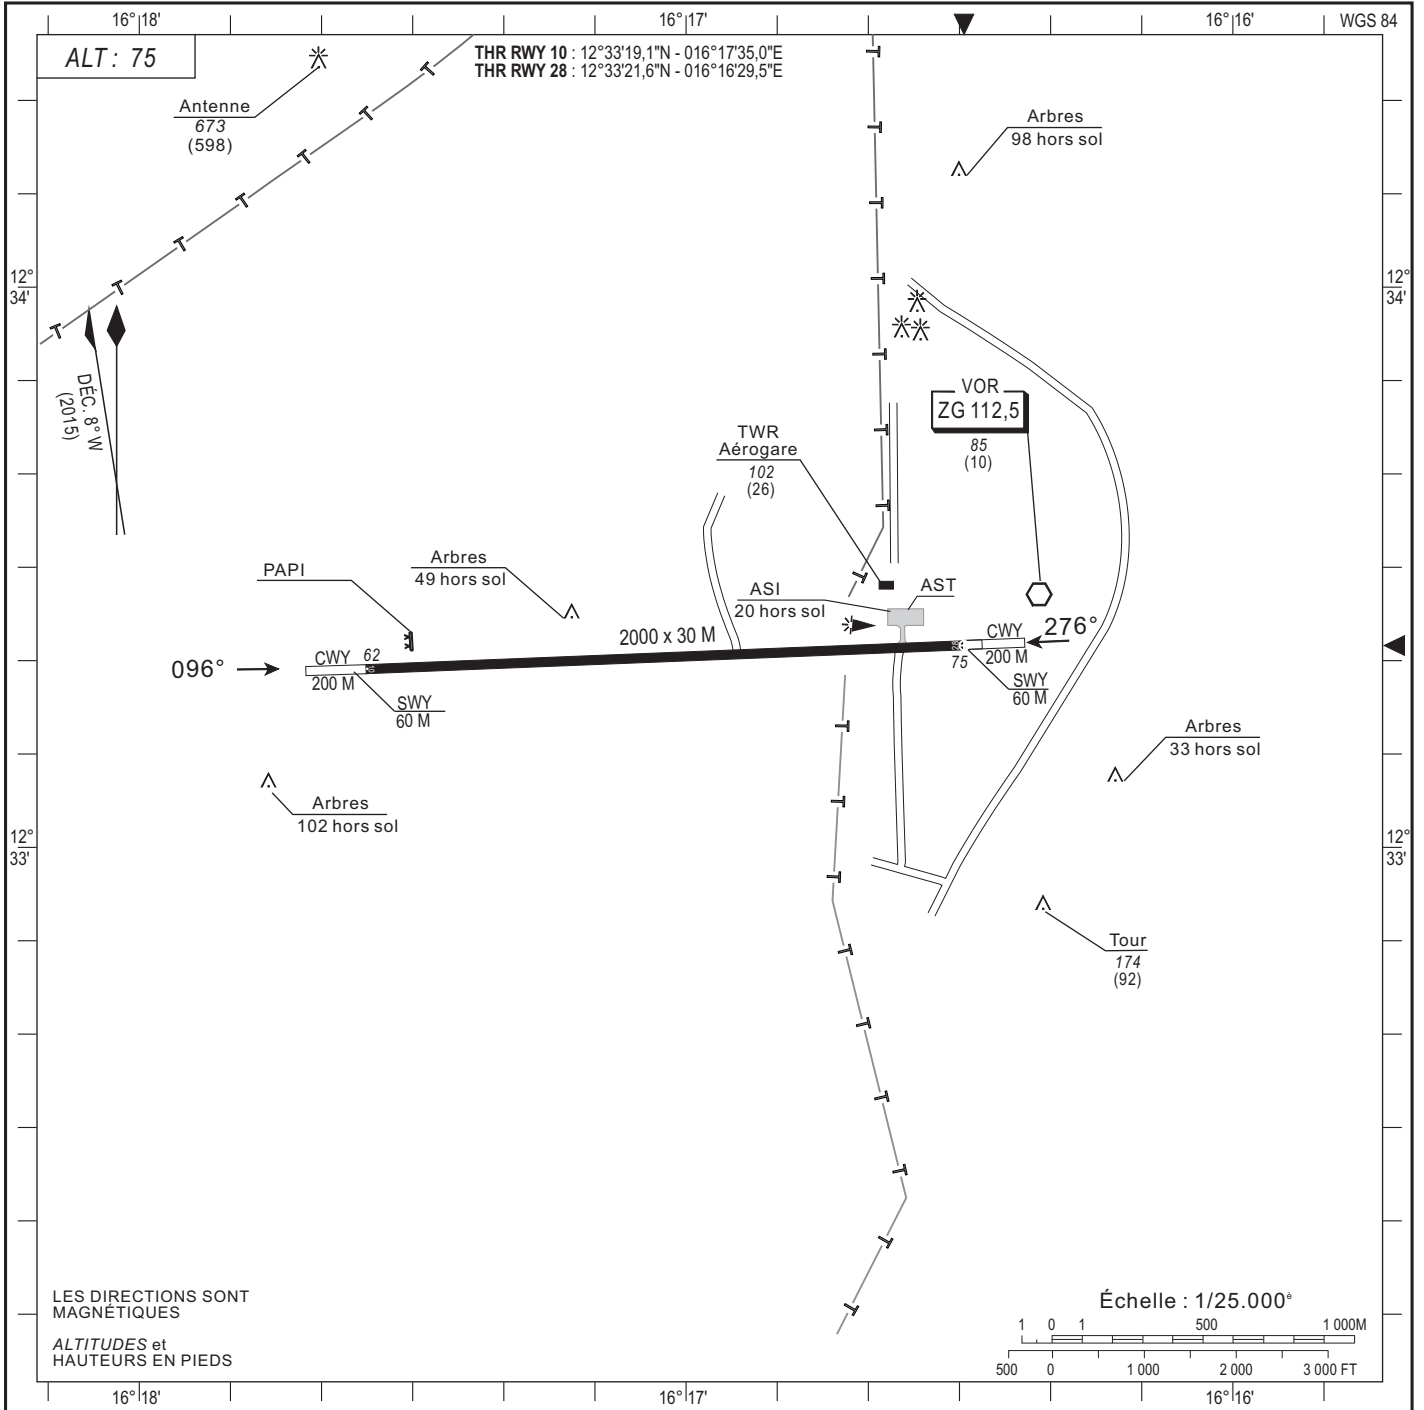 16°18'
16°17'
16°16'
WGS 84
ALT : 75
THR RWY 10 : 12°33'19,1"N - 016°17'35,0"E
THR RWY 28 : 12°33'21,6"N - 016°16'29,5"E
Antenne
673
(598)
Arbres
98 hors sol
12°
34'
12°
34'
DÉC. 8° W
(2015)
VOR
ZG 112,5
85
(10)
TWR
Aérogare
102
(26)
PAPI
Arbres
49 hors sol
ASI
20 hors sol
AST
2000 x 30 M
096°
CWY
200 M
62
SWY
60 M
75
CWY
200 M
276°
SWY
60 M
Arbres
33 hors sol
Arbres
102 hors sol
12°
33'
12°
33'
Tour
174
(92)
LES DIRECTIONS SONT
MAGNÉTIQUES
ALTITUDES et
HAUTEURS EN PIEDS
Échelle : 1/25.000è
1 0 1 500 1 000M
500 0 1 000 2 000 3 000 FT
16°18'
16°17'
16°16'